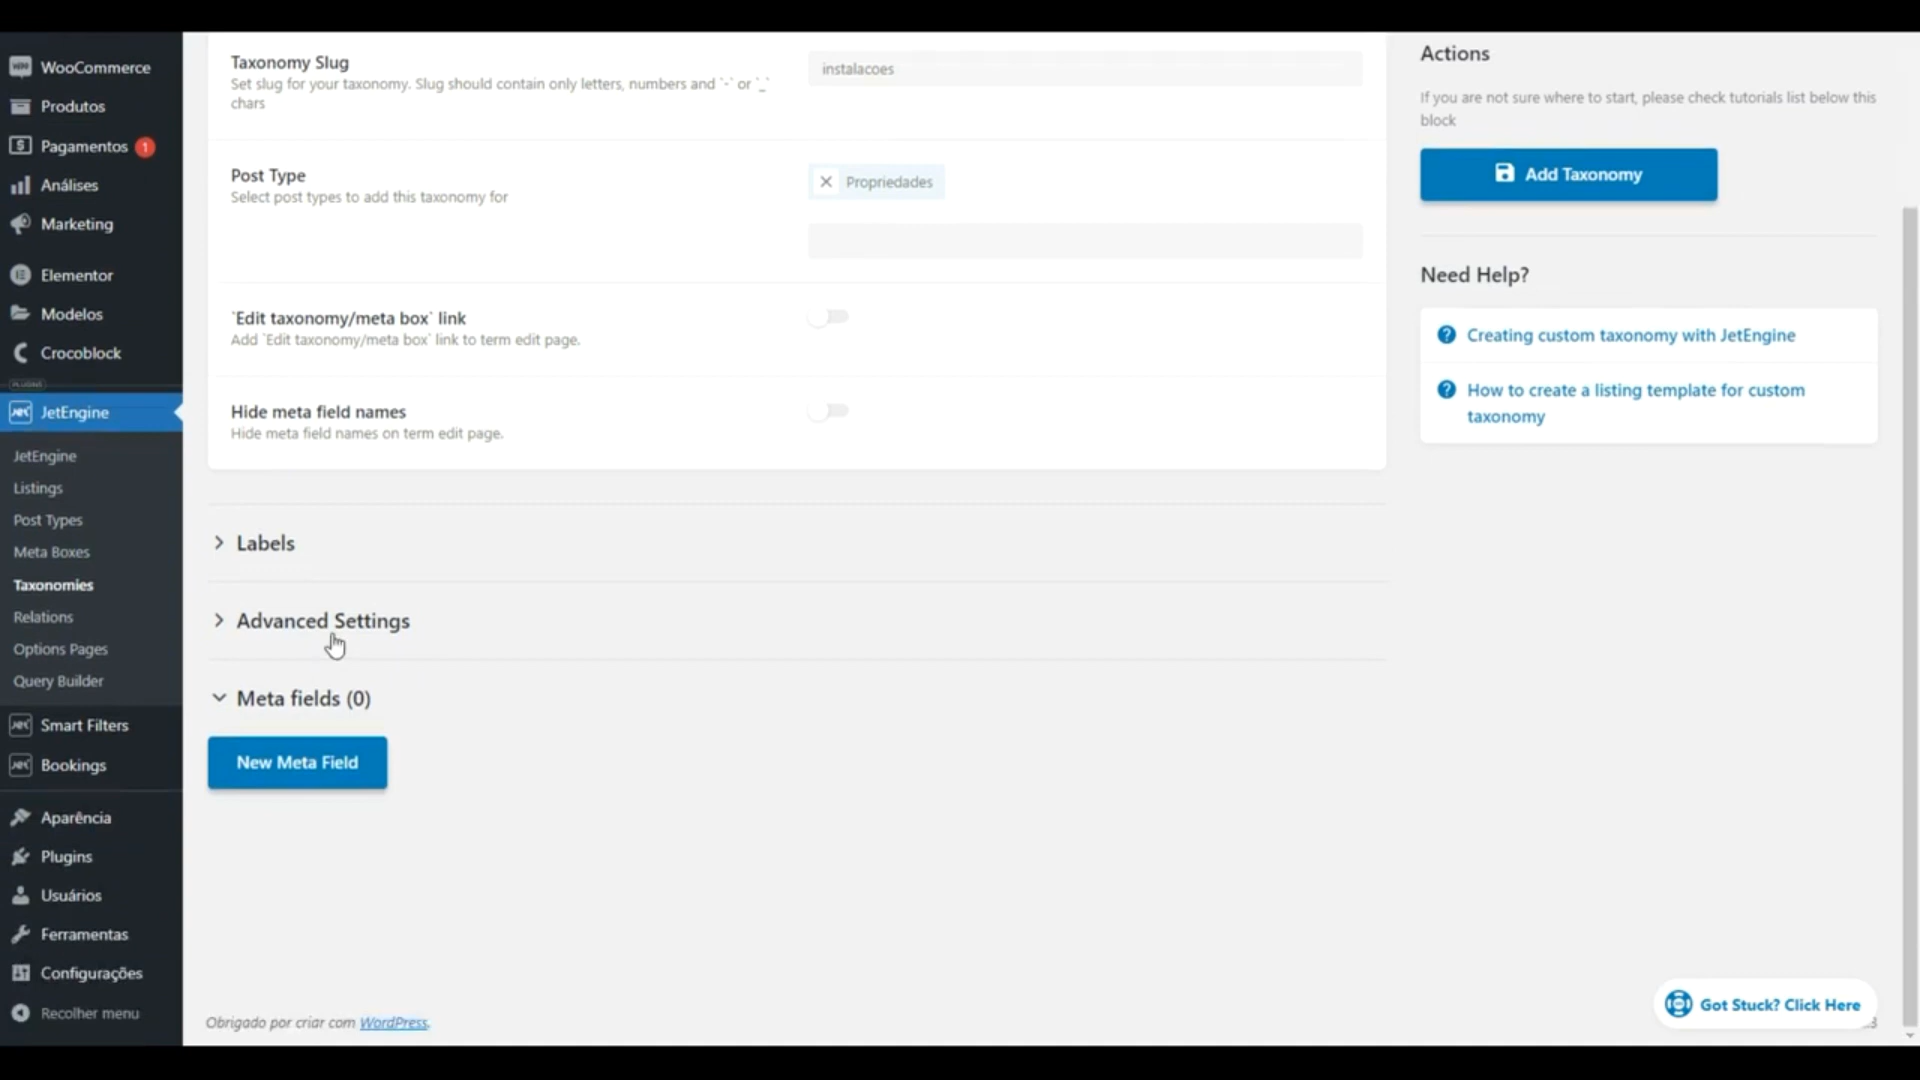 WooCommerce
Produtos
Pagamentos 1
Análises
Marketing
Elementor
Modelos
Crocoblock
PLUGINS
JetEngine
JetEngine
Listings
Post Types
Meta Boxes
Taxonomies
Relations
Options Pages
Query Builder
Smart Filters
Bookings
Aparência
Plugins
Usuários
Ferramentas
Configurações
Recolher menu
Taxonomy Slug
Set slug for your taxonomy. Slug should contain only letters, numbers and `-` or `_`
chars
instalacoes
Post Type
Select post types to add this taxonomy for
Propriedades
`Edit taxonomy/meta box` link
Add `Edit taxonomy/meta box` link to term edit page.
Hide meta field names
Hide meta field names on term edit page.
Labels
Advanced Settings
Meta fields (0)
New Meta Field
Obrigado por criar com WordPress.
Actions
If you are not sure where to start, please check tutorials list below this
block
Add Taxonomy
Need Help?
Creating custom taxonomy with JetEngine
How to create a listing template for custom
taxonomy
Got Stuck? Click Here